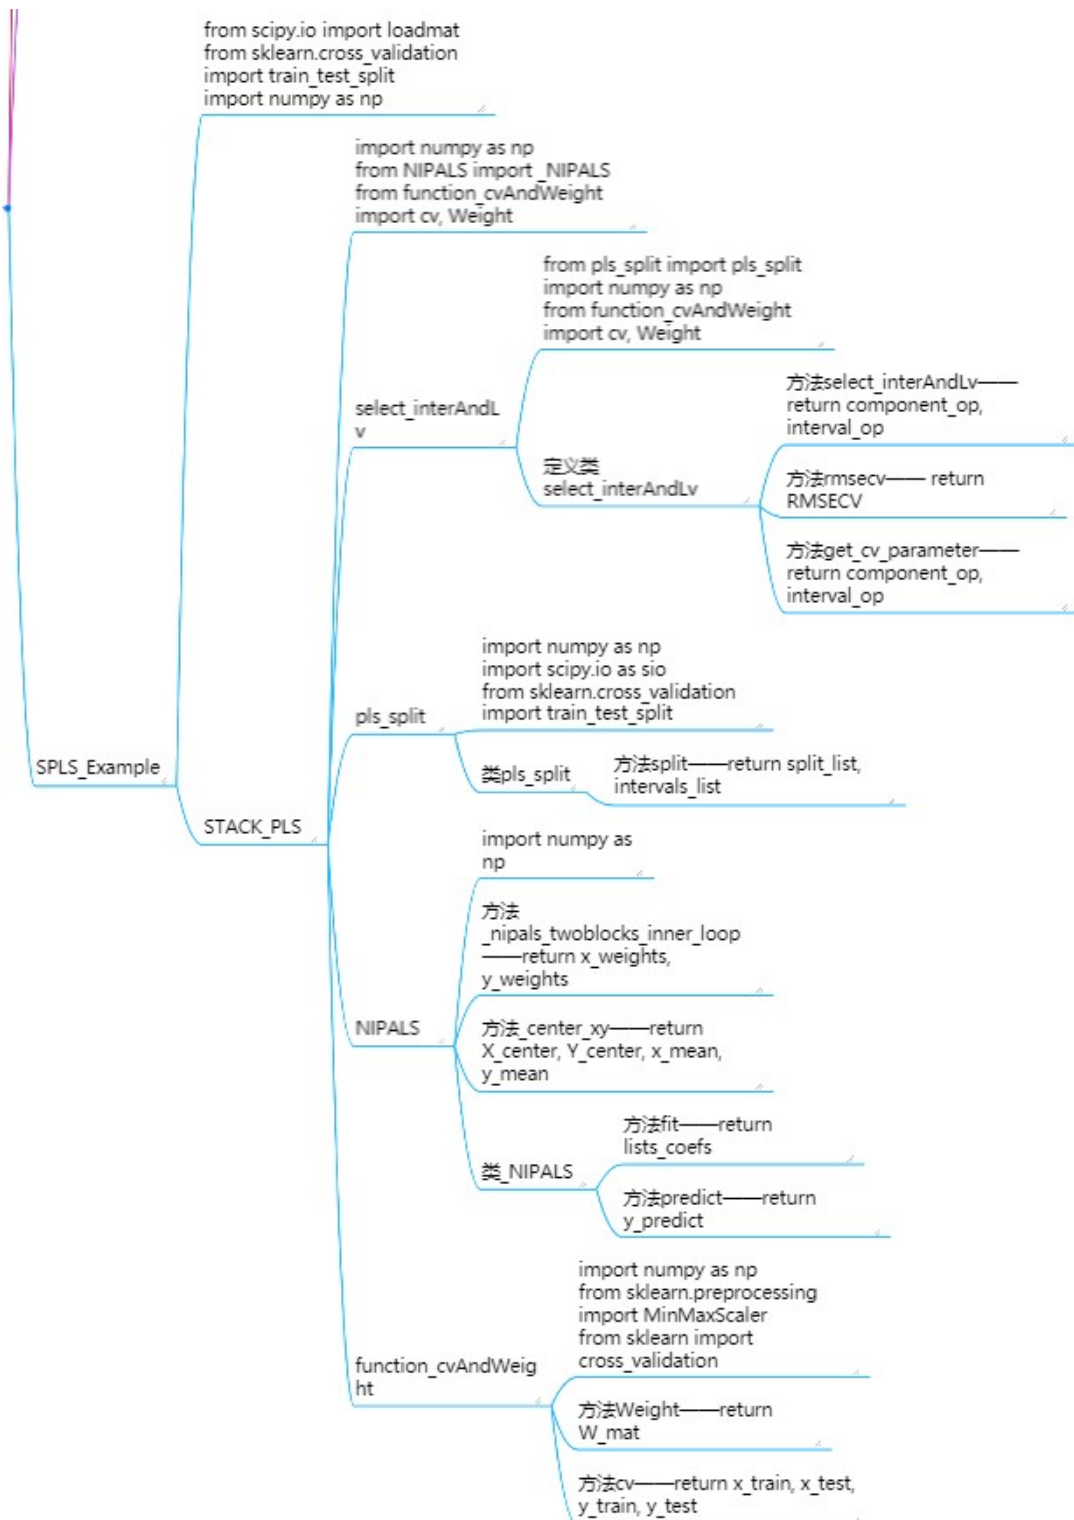 from scipy.io import loadmat
from sklearn.cross_validation
import train_test_split
import numpy as np
import numpy as np
from NIPALS import _NIPALS
from function_cvAndWeight
import cv, Weight
from pls_split import pls_split
import numpy as np
from function_cvAndWeight
import cv, Weight
方法select_interAndLv——
return component_op,
interval_op
select_interAndL
v
定义类
select_interAndLv
方法rmsecv—— return
RMSECV
方法get_cv_parameter——
return component_op,
interval_op
import numpy as np
import scipy.io as sio
from sklearn.cross_validation
import train_test_split
pls_split
类pls_split
方法split——return split_list,
intervals_list
SPLS_Example
STACK_PLS
import numpy as
np
方法
_nipals_twoblocks_inner_loop
——return x_weights,
y_weights
NIPALS
方法_center_xy——return
X_center, Y_center, x_mean,
y_mean
方法fit——return
lists_coefs
类_NIPALS
方法predict——return
y_predict
import numpy as np
from sklearn.preprocessing
import MinMaxScaler
from sklearn import
cross_validation
function_cvAndWeig
ht
方法Weight——return
W_mat
方法cv——return x_train, x_test,
y_train, y_test